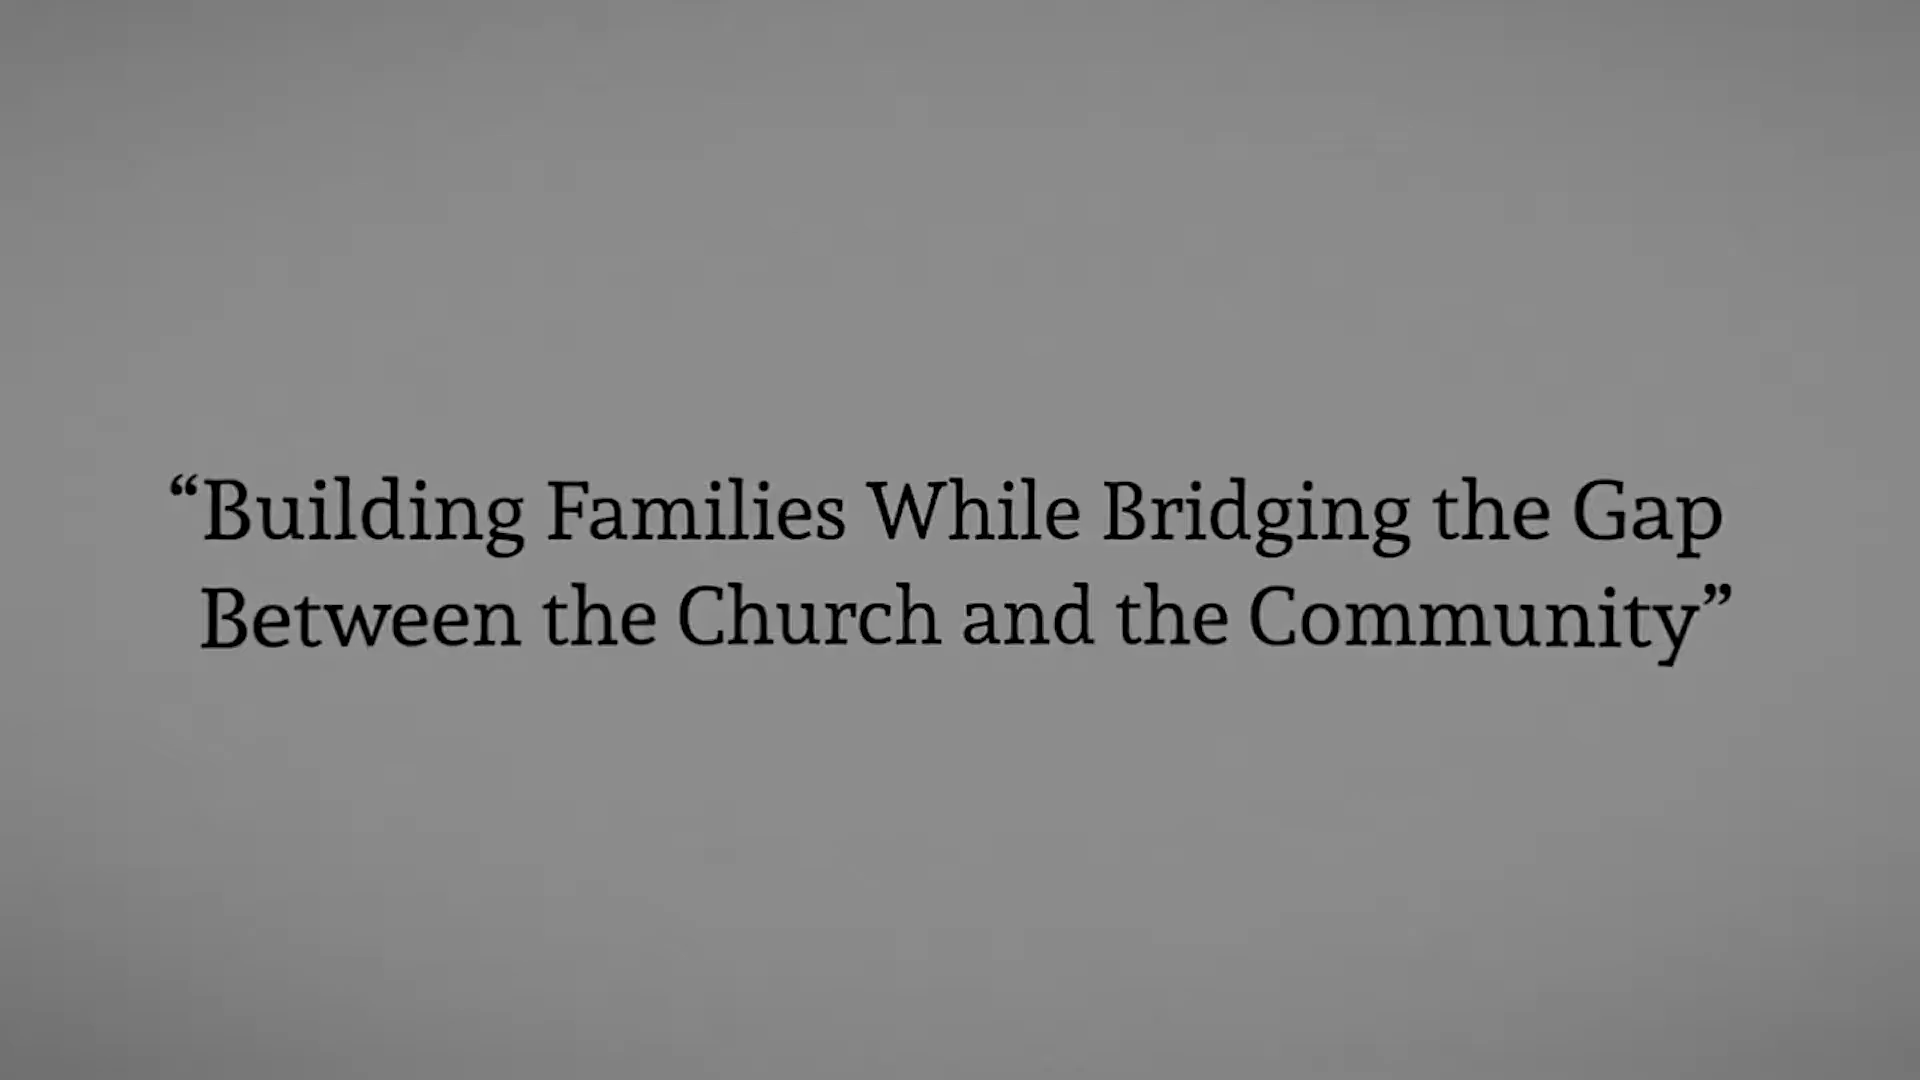 “Building Families While Bridging the Gap
Between the Church and the Community”